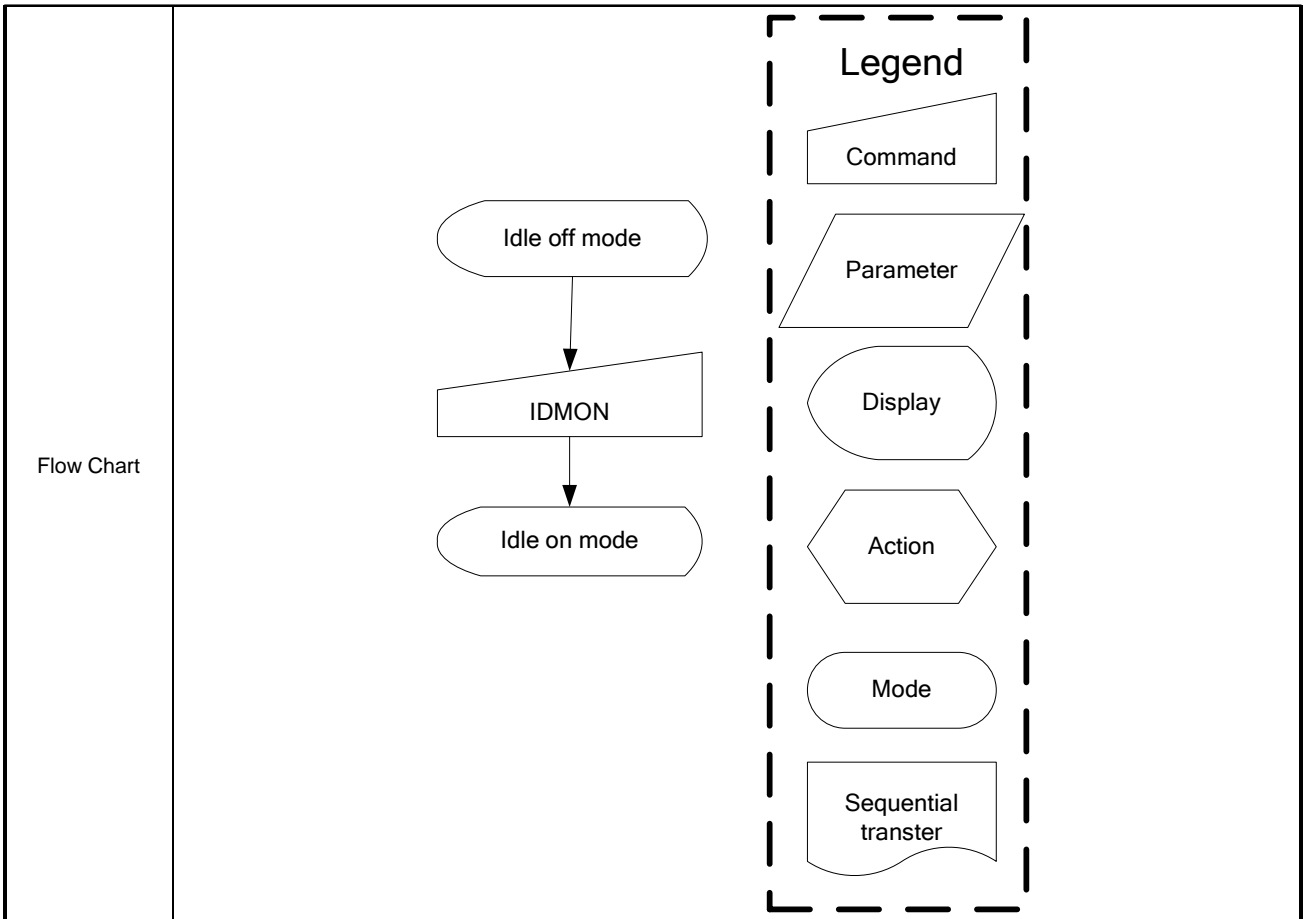 Flow Chart
Idle off mode
IDMON
Idle on mode
Legend
Command
Parameter
Display
Action
Mode
Sequential
transter